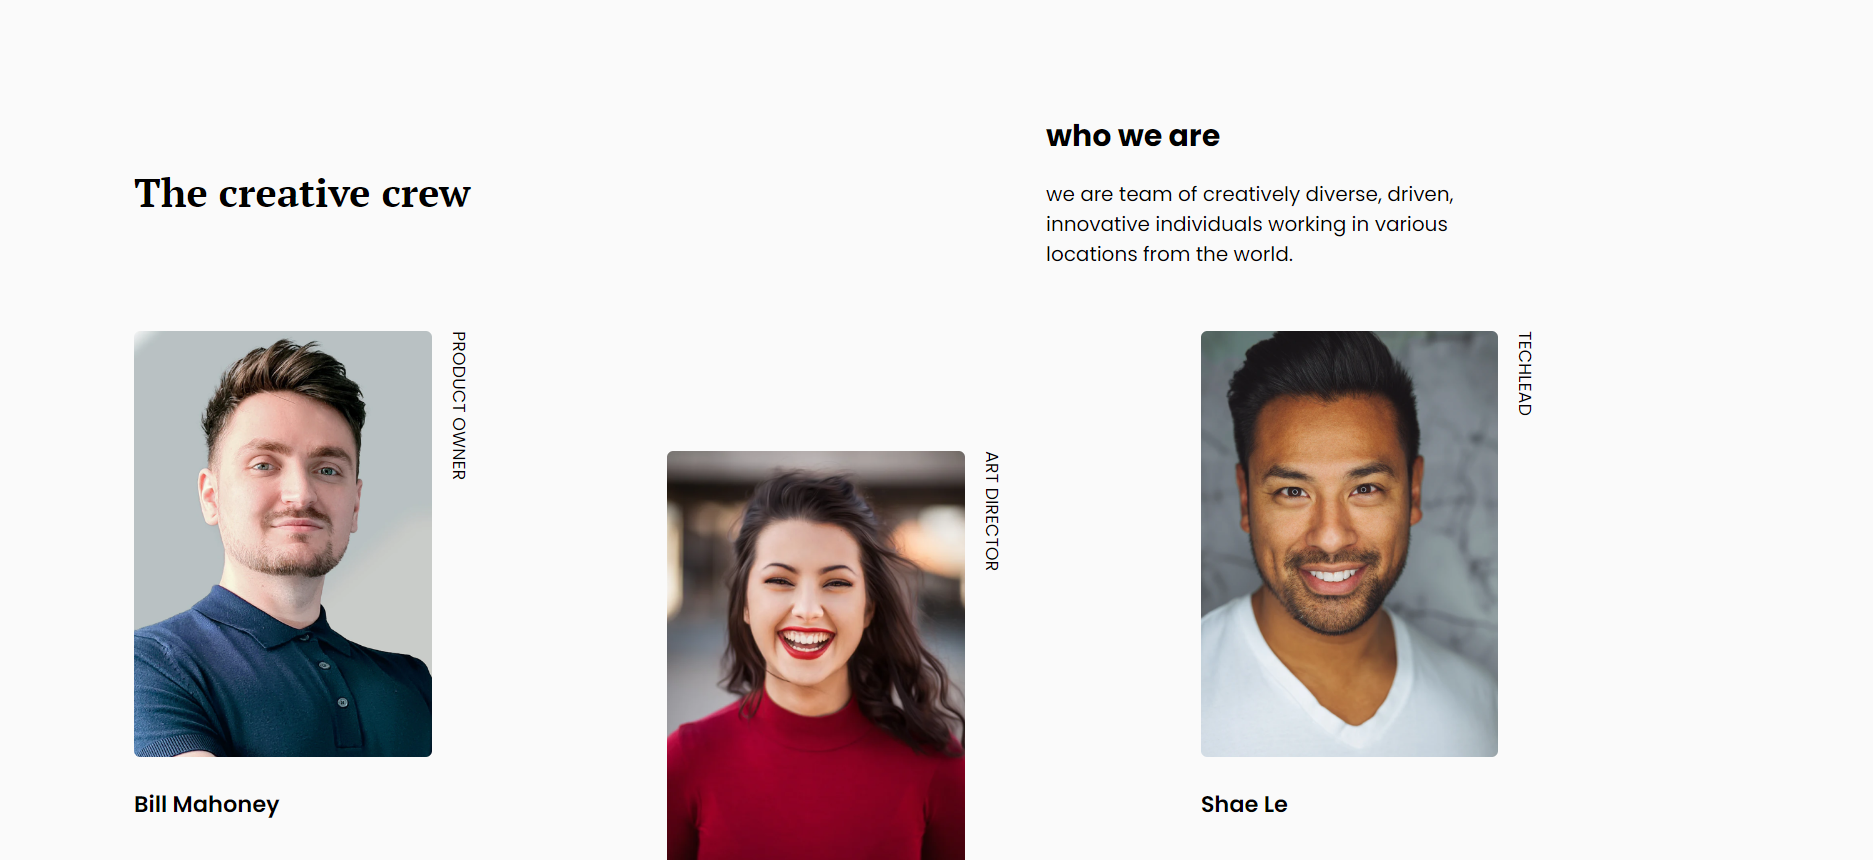 The creative crew
who we are
we are team of creatively diverse, driven,
innovative individuals working in various
locations from the world.
PRODUCT OWNER
Bill Mahoney
ART DIRECTOR
TECHLEAD
Shae Le